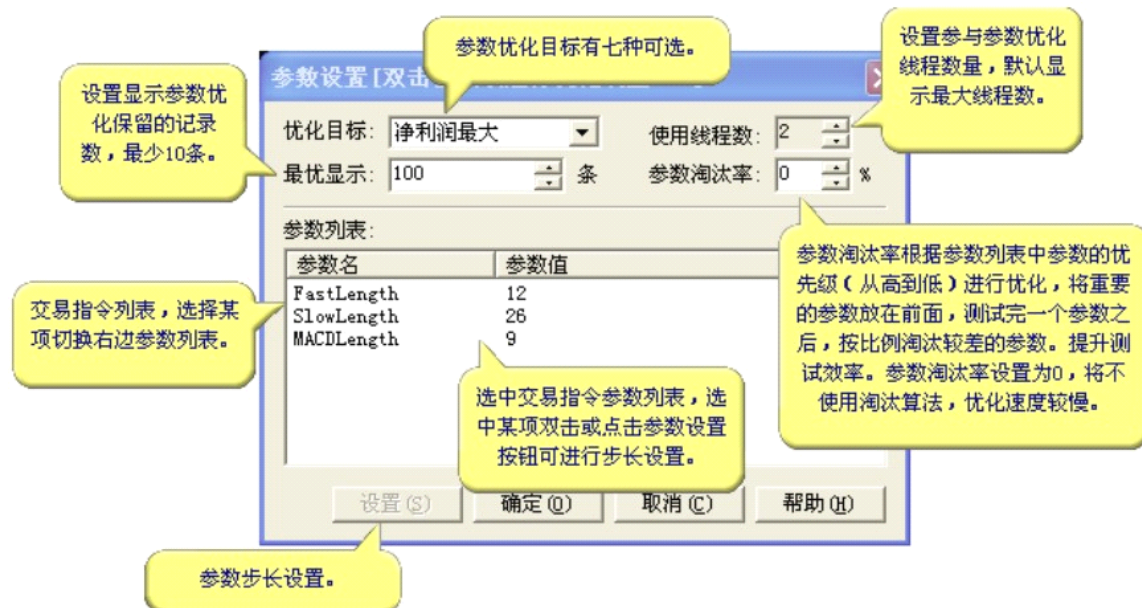 参数优化目标有七种可选。
设置参与参数优化
线程数量，默认显
示最大线程数。
参数设置[双击
设置显示参数优
化保留的记录
数，最少10条。
优化目标: 净利润最大 使用线程数: 2
最优显示: 100 条 参数淘汰率: 0 %
参数列表:
参数名 参数值
FastLength 12
SlowLength 26
MACDLength 9
交易指令列表，选择某
项切换右边参数列表。
参数淘汰率根据参数列表中参数的优
先级（从高到低）进行优化，将重要
的参数放在前面，测试完一个参数之
后，按比例淘汰较差的参数。提升测
试效率。参数淘汰率设置为0，将不
使用淘汰算法，优化速度较慢。
选中交易指令参数列表，选
中某项双击或点击参数设置
按钮可进行步长设置。
设置(S) 确定(O) 取消(C) 帮助(H)
参数步长设置。